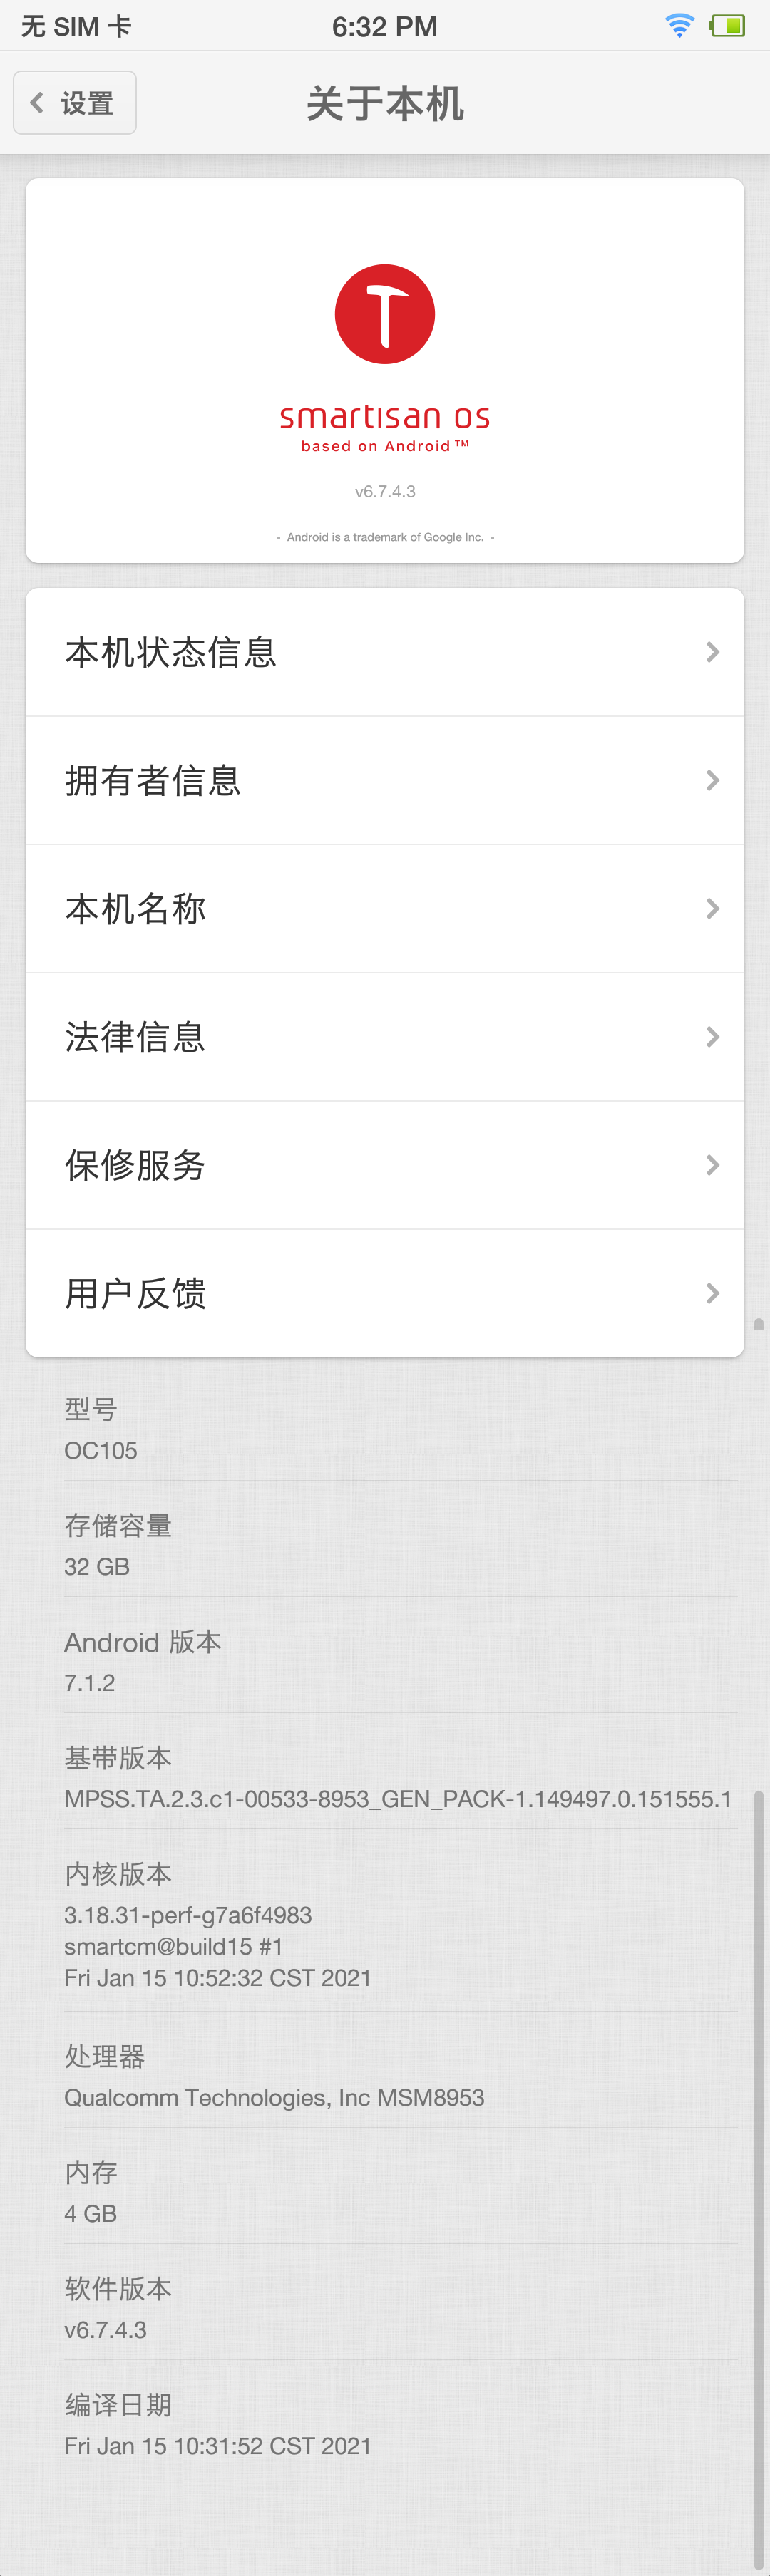 无 SIM 卡
6:32 PM
设置
关于本机
smartisan os
based on Android™
v6.7.4.3
- Android is a trademark of Google Inc. -
本机状态信息
拥有者信息
本机名称
法律信息
保修服务
用户反馈
型号
OC105
存储容量
32 GB
Android 版本
7.1.2
基带版本
MPSS.TA.2.3.c1-00533-8953_GEN_PACK-1.149497.0.151555.1
内核版本
3.18.31-perf-g7a6f4983
smartcm@build15 #1
Fri Jan 15 10:52:32 CST 2021
处理器
Qualcomm Technologies, Inc MSM8953
内存
4 GB
软件版本
v6.7.4.3
编译日期
Fri Jan 15 10:31:52 CST 2021